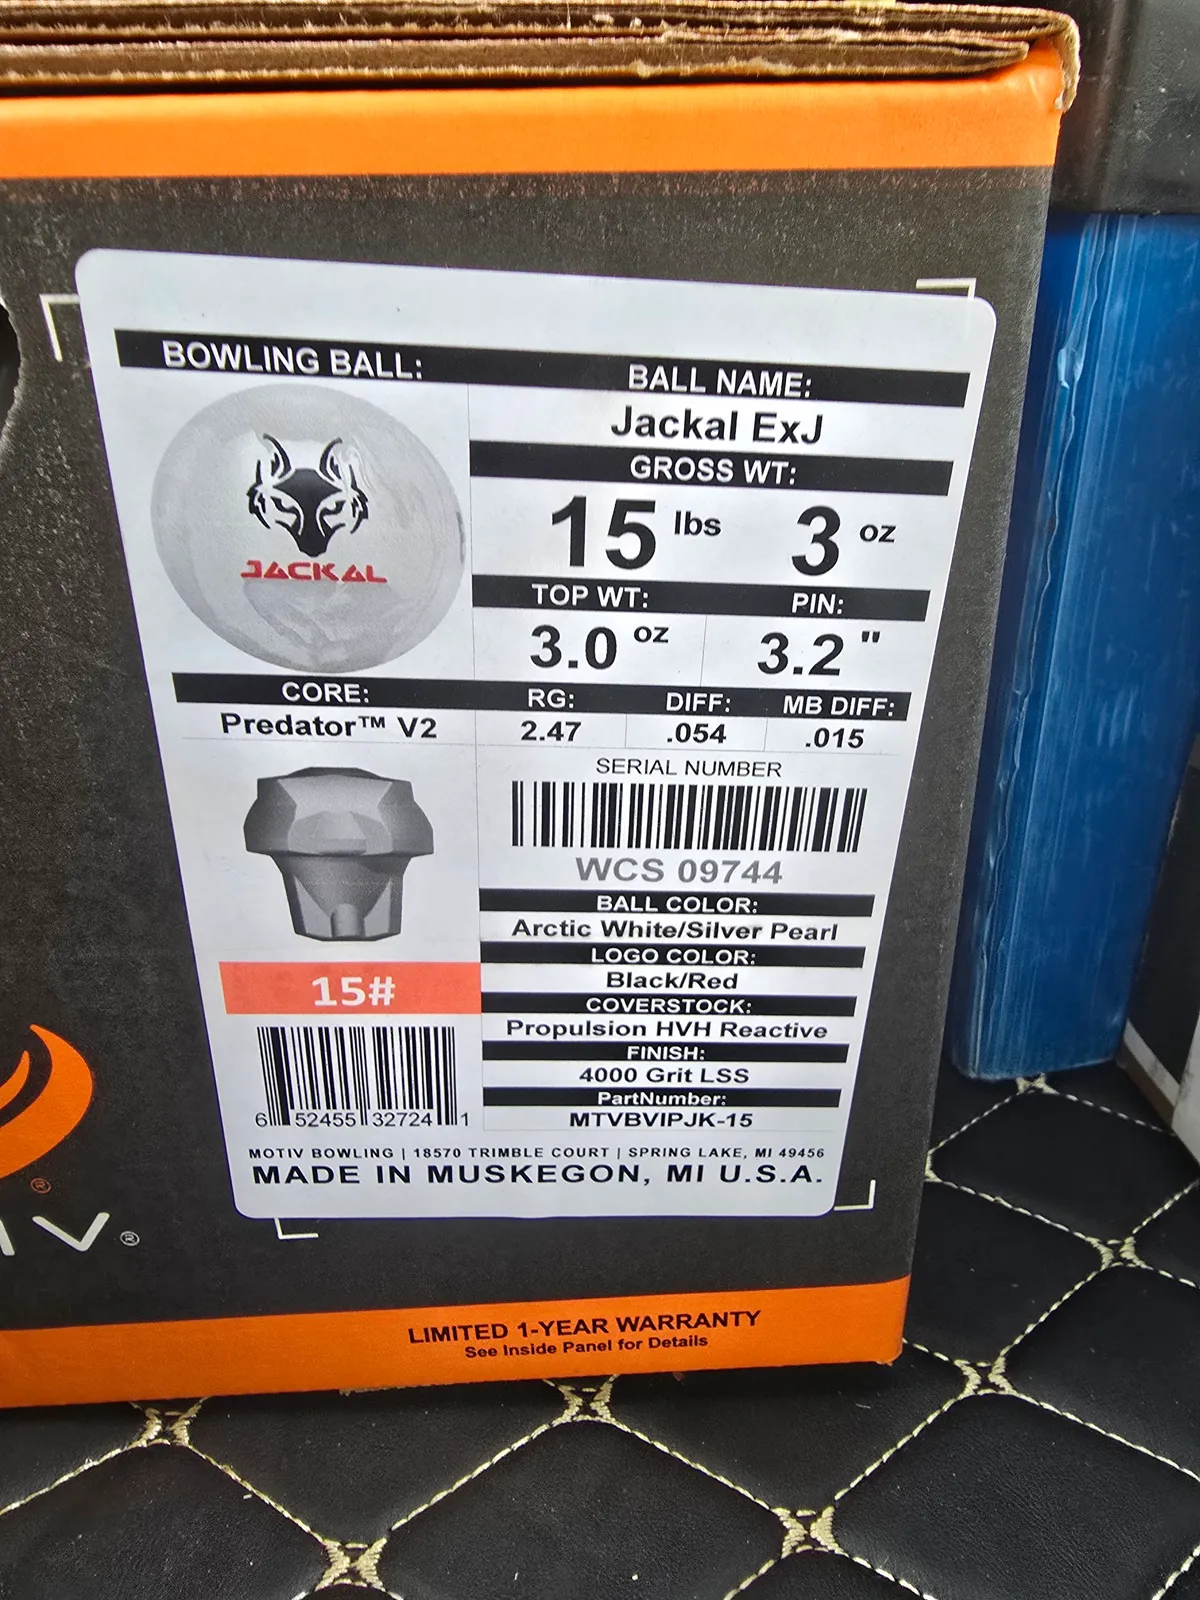 BOWLING BALL:
BALL NAME:
Jackal ExJ
GROSS WT:
15 lbs 3 oz
TOP WT: PIN:
3.0 oz 3.2"
JACKAL
CORE: RG: DIFF: MB DIFF:
Predator™ V2 2.47 .054 .015
SERIAL NUMBER
WCS 09744
BALL COLOR:
Arctic White/Silver Pearl
LOGO COLOR:
Black/Red
COVERSTOCK:
Propulsion HVH Reactive
FINISH:
4000 Grit LSS
PartNumber:
MTVBVIPJK-15
15#
6 52455 32724 1
MOTIV BOWLING | 18570 TRIMBLE COURT | SPRING LAKE, MI 49456
MADE IN MUSKEGON, MI U.S.A.
®
IV®
LIMITED 1-YEAR WARRANTY
See Inside Panel for Details